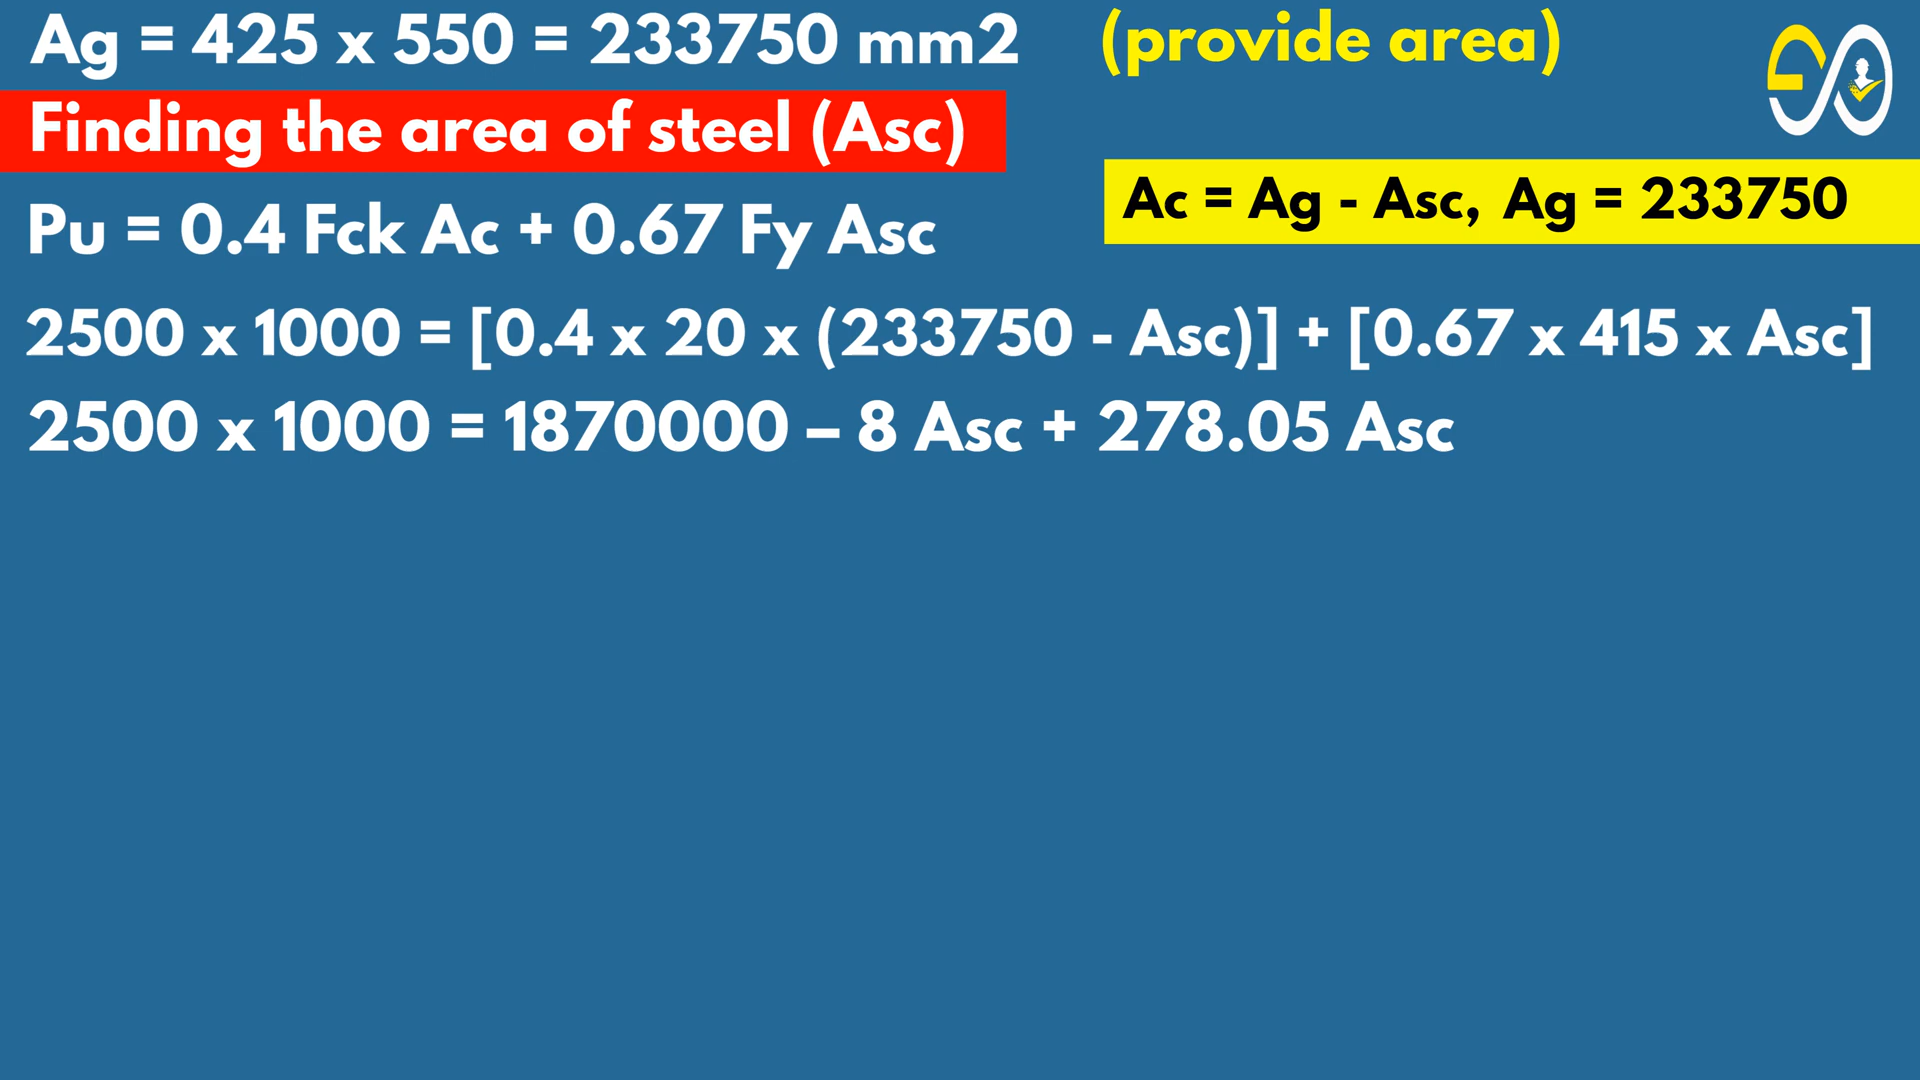 Ag = 425 x 550 = 233750 mm2 (provide area)
Finding the area of steel (Asc)
Ac = Ag - Asc, Ag = 233750
Pu = 0.4 Fck Ac + 0.67 Fy Asc
2500 x 1000 = [0.4 x 20 x (233750 - Asc)] + [0.67 x 415 x Asc]
2500 x 1000 = 1870000 – 8 Asc + 278.05 Asc